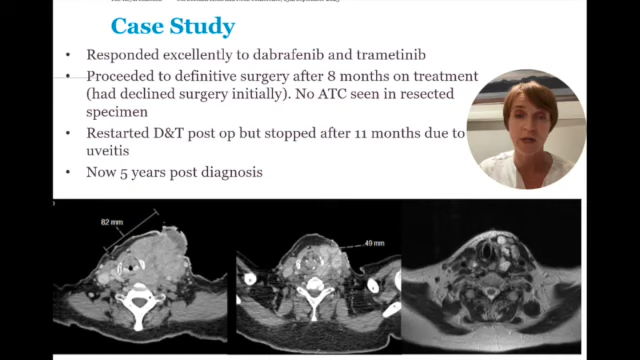 Case Study
• Responded excellently to dabrafenib and trametinib
• Proceeded to definitive surgery after 8 months on treatment
(had declined surgery initially). No ATC seen in resected
specimen
• Restarted D&T post op but stopped after 11 months due to
uveitis
• Now 5 years post diagnosis
82 mm
49 mm